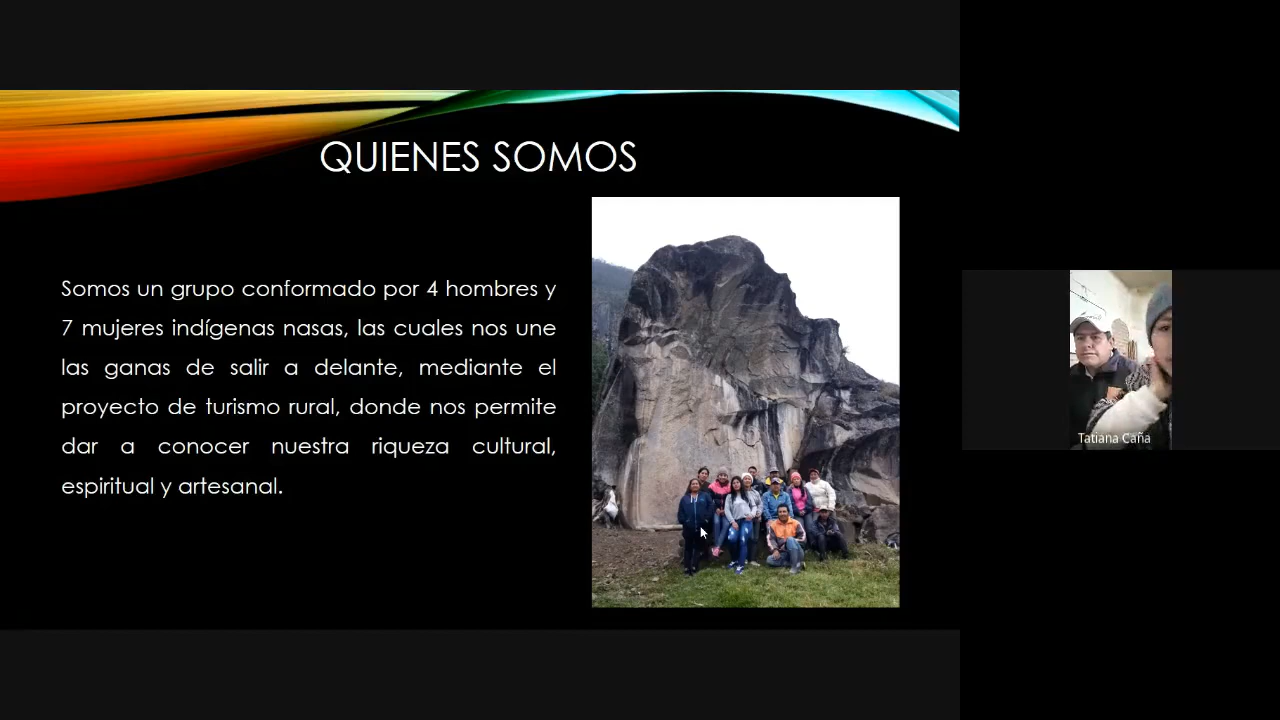 QUIENES SOMOS
Somos un grupo conformado por 4 hombres y
7 mujeres indígenas nasas, las cuales nos une
las ganas de salir a delante, mediante el
proyecto de turismo rural, donde nos permite
dar a conocer nuestra riqueza cultural,
espiritual y artesanal.
Tatiana Caña